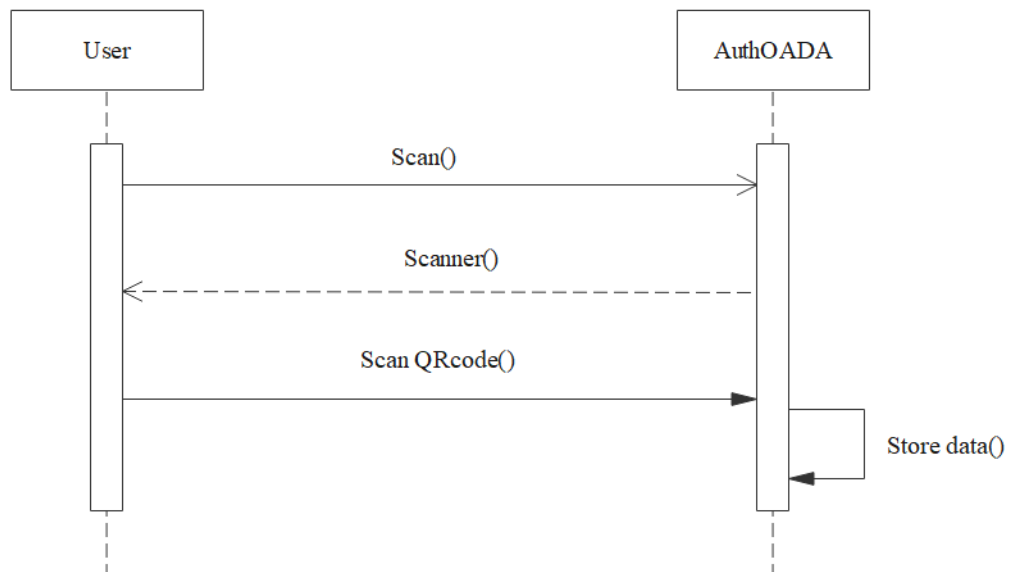 User
AuthOADA
Scan()
Scanner()
Scan QRcode()
Store data()